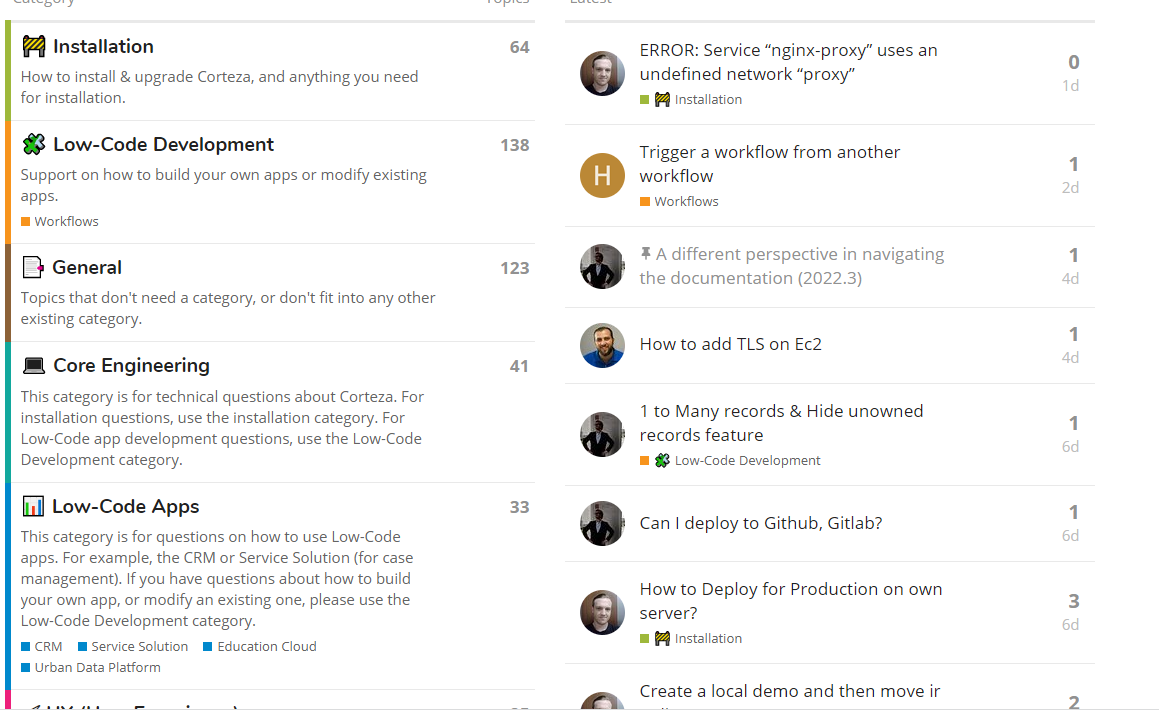 Category Topics
Installation 64
How to install & upgrade Corteza, and anything you need
for installation.
Low-Code Development 138
Support on how to build your own apps or modify existing
apps.
Workflows
General 123
Topics that don't need a category, or don't fit into any other
existing category.
Core Engineering 41
This category is for technical questions about Corteza. For
installation questions, use the installation category. For
Low-Code app development questions, use the Low-Code
Development category.
Low-Code Apps 33
This category is for questions on how to use Low-Code
apps. For example, the CRM or Service Solution (for case
management). If you have questions about how to build
your own app, or modify an existing one, please use the
Low-Code Development category.
CRM Service Solution Education Cloud
Urban Data Platform
Latest
ERROR: Service “nginx-proxy” uses an
undefined network “proxy”
Installation
0
1d
H
Trigger a workflow from another
workflow
Workflows
1
2d
A different perspective in navigating
the documentation (2022.3)
1
4d
How to add TLS on Ec2
1
4d
1 to Many records & Hide unowned
records feature
Low-Code Development
1
6d
Can I deploy to Github, Gitlab?
1
6d
How to Deploy for Production on own
server?
Installation
3
6d
Create a local demo and then move ir
2